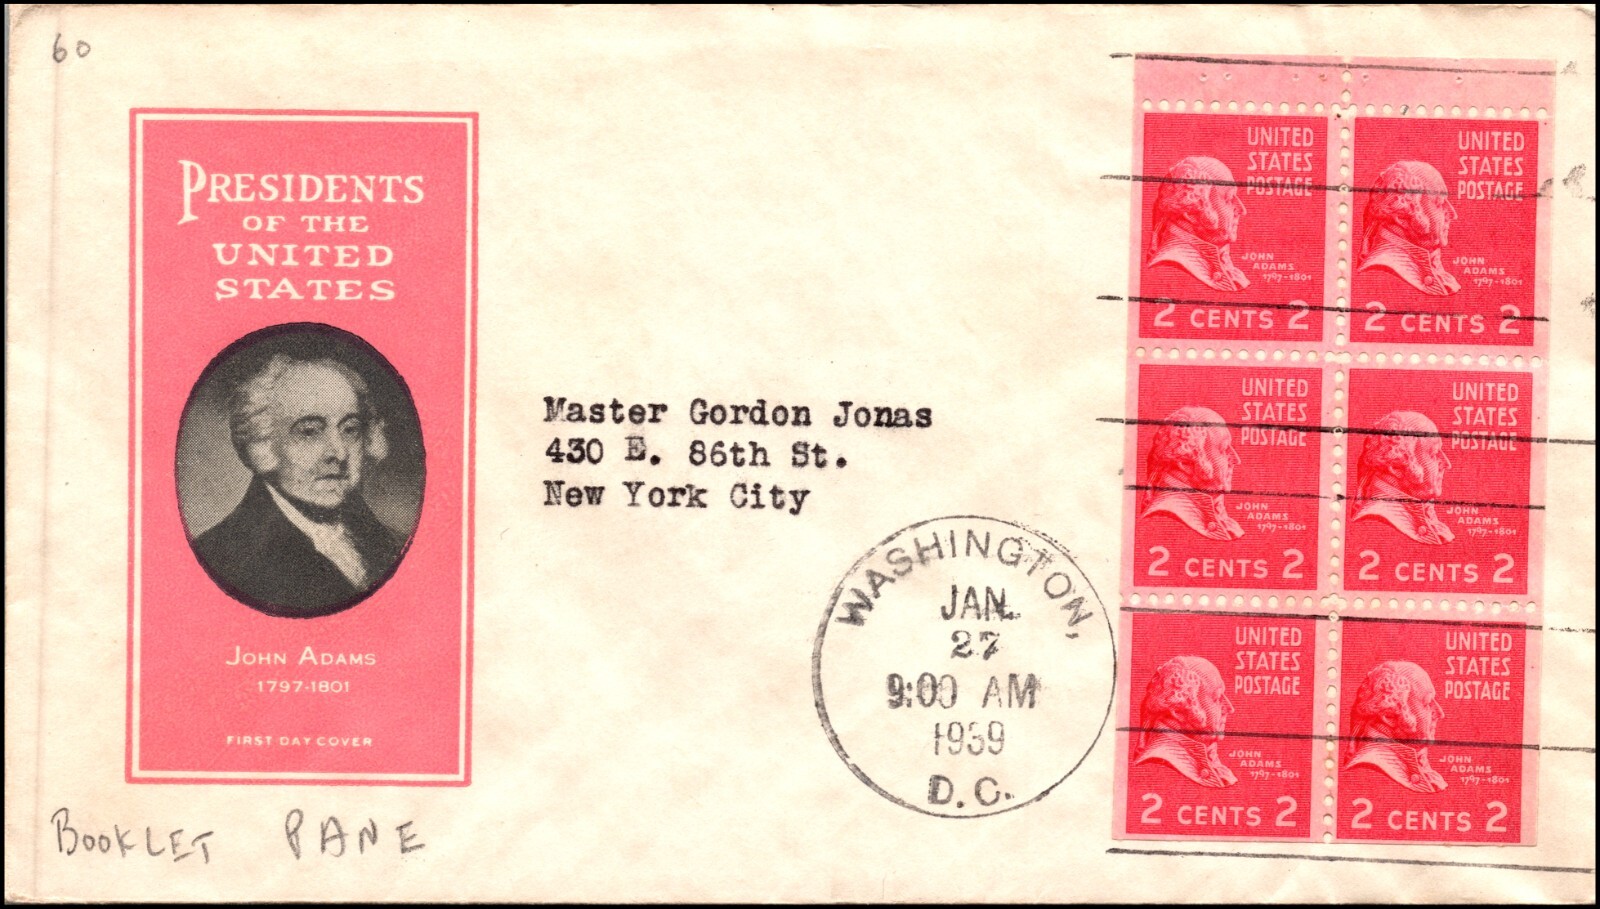 60
PRESIDENTS
OF THE
UNITED
STATES
JOHN ADAMS
1797-1801
FIRST DAY COVER
BOOKLET PANE
Master Gordon Jonas
430 E. 86th St.
New York City
WASHINGTON,
JAN.
27
9:00 AM
1939
D.C.
UNITED
STATES
POSTAGE
JOHN
ADAMS
1797-1801
2 CENTS 2
UNITED
STATES
POSTAGE
JOHN
ADAMS
1797-1801
2 CENTS 2
UNITED
STATES
POSTAGE
JOHN
ADAMS
1797-1801
2 CENTS 2
UNITED
STATES
POSTAGE
JOHN
ADAMS
1797-1801
2 CENTS 2
UNITED
STATES
POSTAGE
JOHN
ADAMS
1797-1801
2 CENTS 2
UNITED
STATES
POSTAGE
JOHN
ADAMS
1797-1801
2 CENTS 2